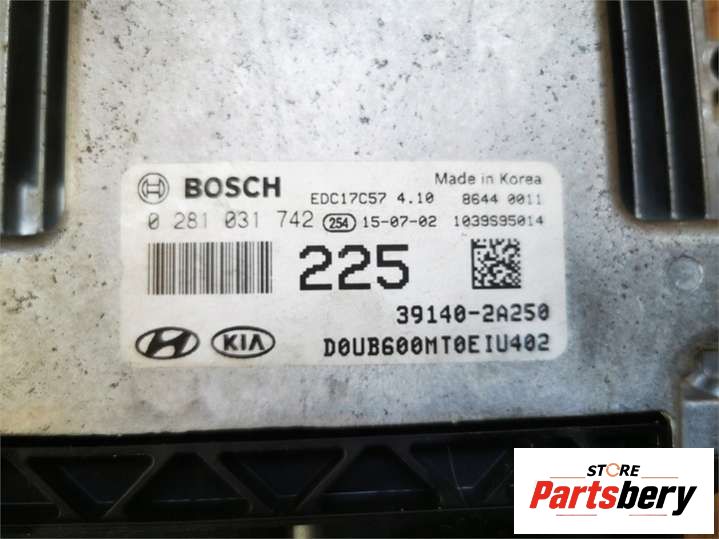 BOSCH EDC17C57 4.10 Made in Korea 8644 0011
0 281 031 742 254 15-07-02 1039S95014
225
39140-2A250
KIA D0UB600MT0EIU402
STORE
Partsbery